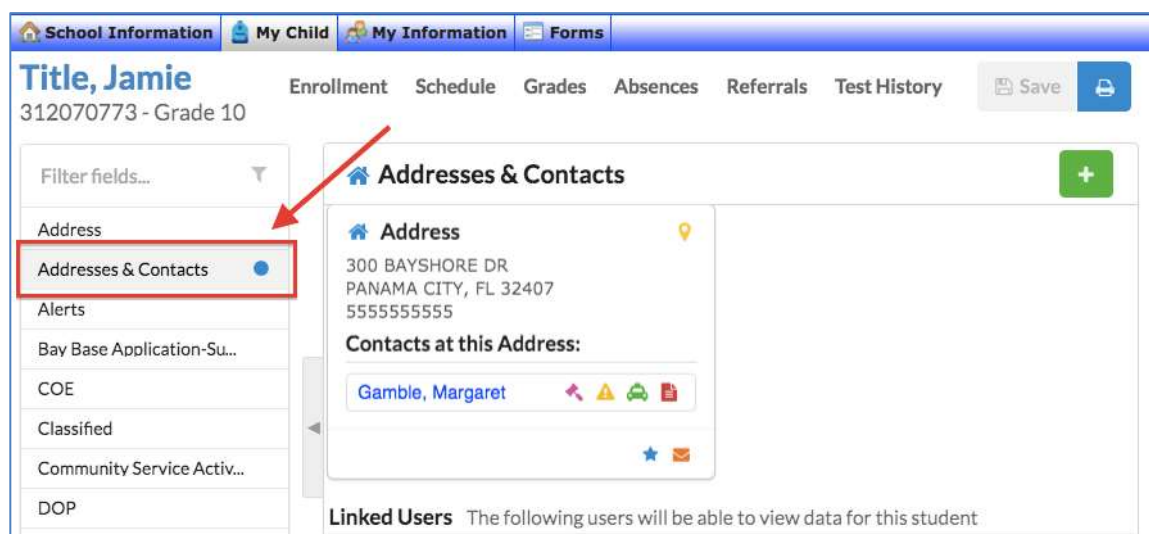 School Information My Child My Information Forms
Title, Jamie
312070773 - Grade 10
Enrollment Schedule Grades Absences Referrals Test History Save
Filter fields...
Address
Addresses & Contacts
Alerts
Bay Base Application-Su...
COE
Classified
Community Service Activ...
DOP
Addresses & Contacts
+
Address
300 BAYSHORE DR
PANAMA CITY, FL 32407
5555555555
Contacts at this Address:
Gamble, Margaret
Linked Users The following users will be able to view data for this student